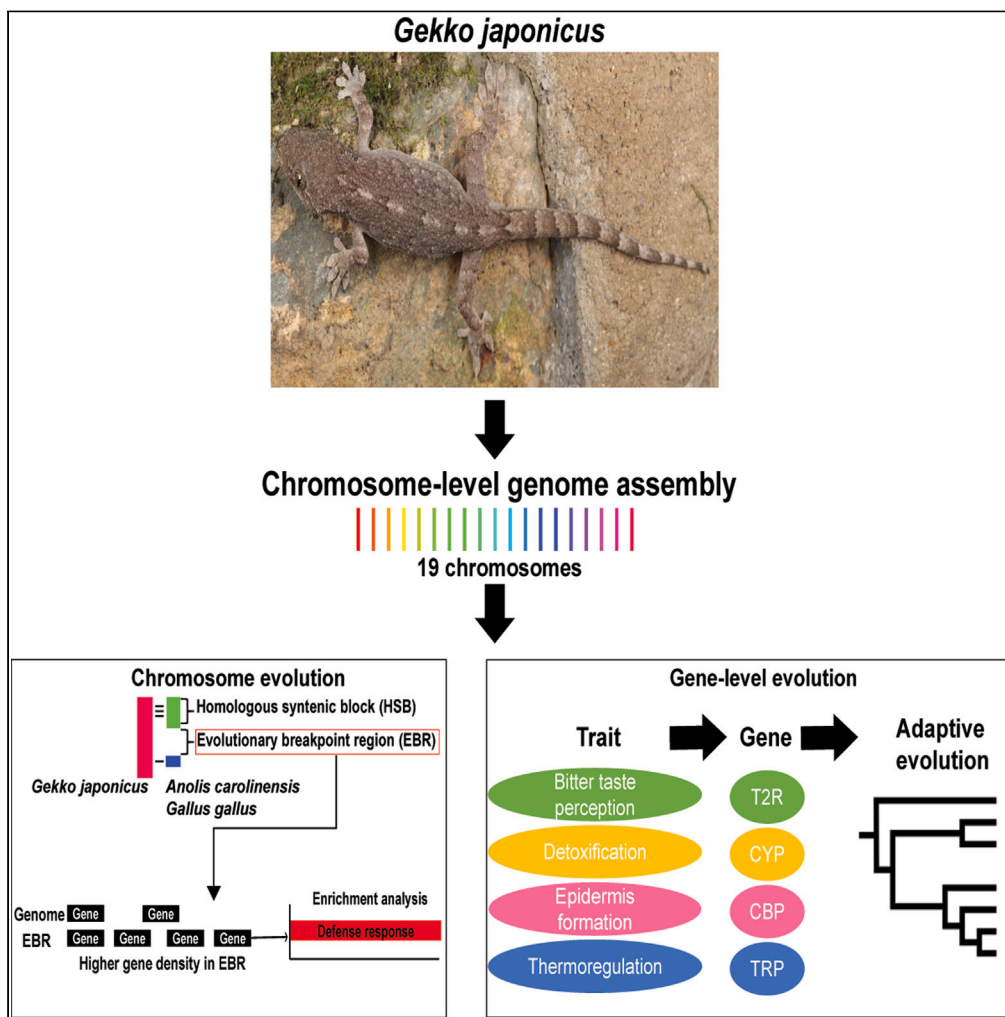 Gekko japonicus
Chromosome-level genome assembly
19 chromosomes
Chromosome evolution
Homologous syntenic block (HSB)
Evolutionary breakpoint region (EBR)
Gekko japonicus
Anolis carolinensis
Gallus gallus
Genome
Gene
Gene
EBR
Gene
Gene
Gene
Gene
Higher gene density in EBR
Enrichment analysis
Defense response
Gene-level evolution
Trait
Gene
Adaptive
evolution
Bitter taste
perception
T2R
Detoxification
CYP
Epidermis
formation
CBP
Thermoregulation
TRP